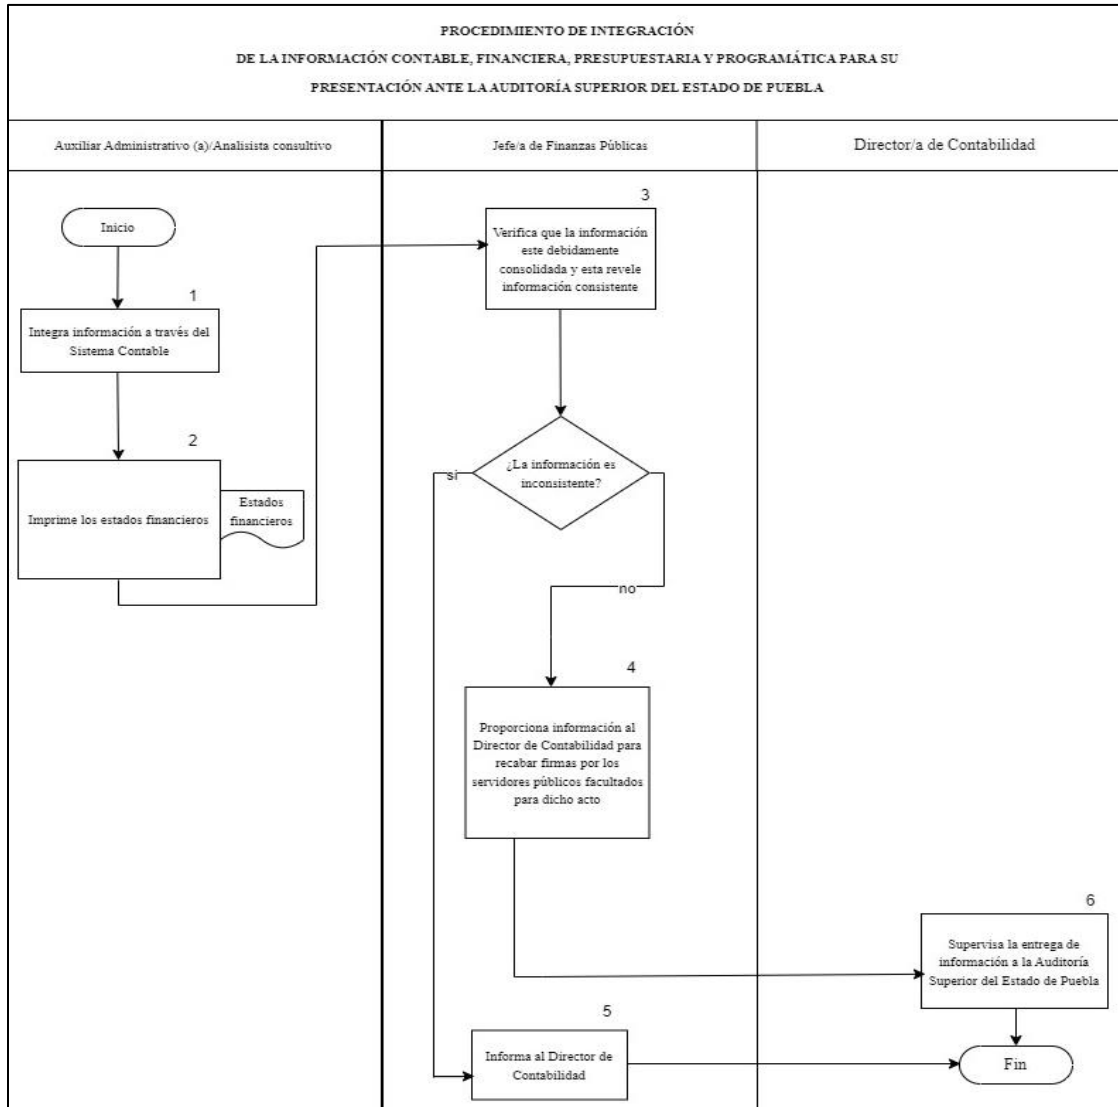 PROCEDIMIENTO DE INTEGRACIÓN
DE LA INFORMACIÓN CONTABLE, FINANCIERA, PRESUPUESTARIA Y PROGRAMÁTICA PARA SU
PRESENTACIÓN ANTE LA AUDITORÍA SUPERIOR DEL ESTADO DE PUEBLA
Auxiliar Administrativo (a)/Analisista consultivo
Jefe/a de Finanzas Públicas
Director/a de Contabilidad
Inicio
1
Integra información a través del
Sistema Contable
2
Imprime los estados financieros
Estados
financieros
3
Verifica que la información
este debidamente
consolidada y esta revele
información consistente
¿La información es
inconsistente?
si
no
4
Proporciona información al
Director de Contabilidad para
recabar firmas por los
servidores públicos facultados
para dicho acto
5
Informa al Director de
Contabilidad
6
Supervisa la entrega de
información a la Auditoría
Superior del Estado de Puebla
Fin